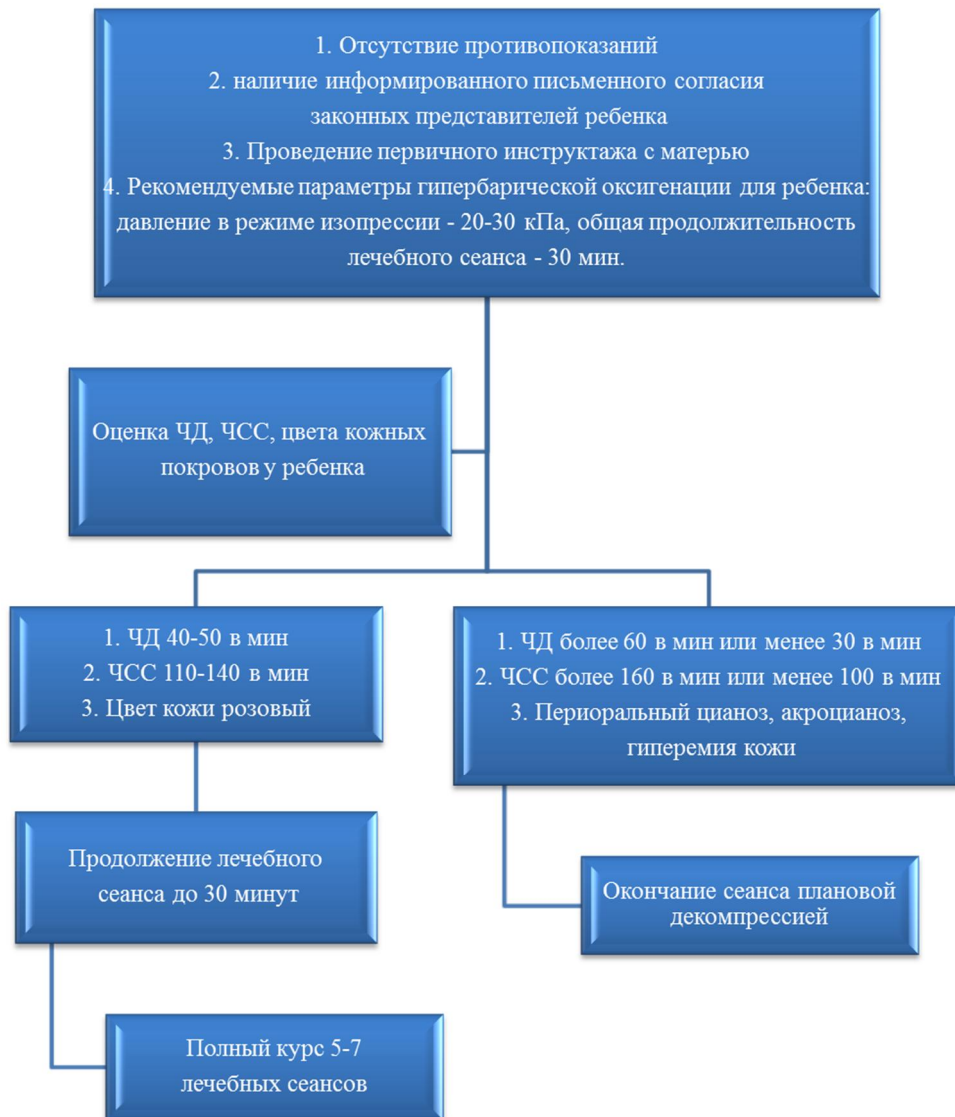 1. Отсутствие противопоказаний
2. наличие информированного письменного согласия
законных представителей ребенка
3. Проведение первичного инструктажа с матерью
4. Рекомендуемые параметры гипербарической оксигенации для ребенка:
давление в режиме изопрессии - 20-30 кПа, общая продолжительность
лечебного сеанса - 30 мин.
Оценка ЧД, ЧСС, цвета кожных
покровов у ребенка
1. ЧД 40-50 в мин
2. ЧСС 110-140 в мин
3. Цвет кожи розовый
1. ЧД более 60 в мин или менее 30 в мин
2. ЧСС более 160 в мин или менее 100 в мин
3. Периоральный цианоз, акроцианоз,
гиперемия кожи
Продолжение лечебного
сеанса до 30 минут
Окончание сеанса плановой
декомпрессией
Полный курс 5-7
лечебных сеансов